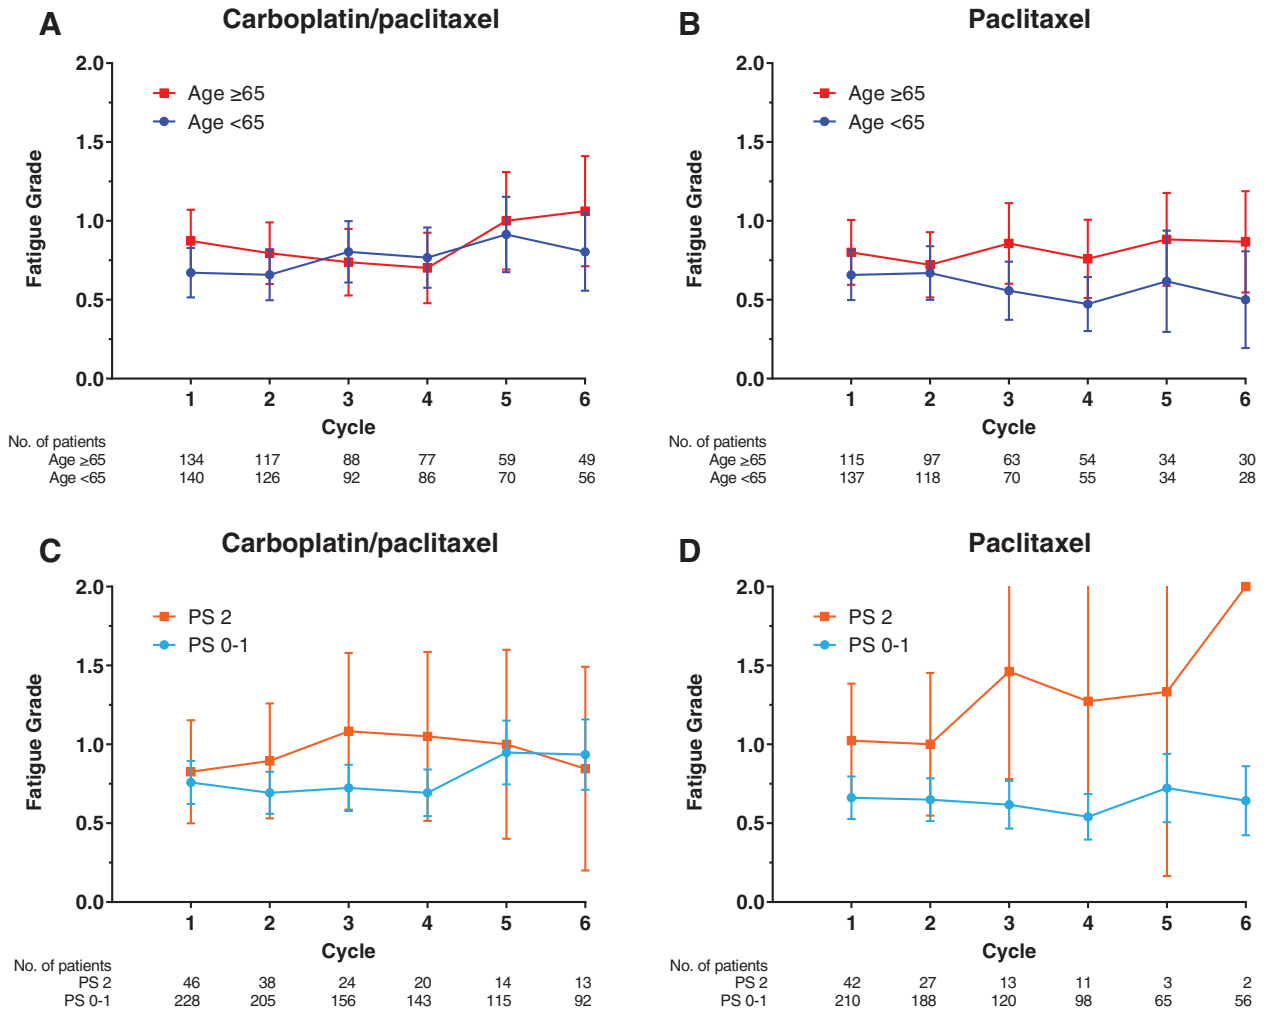 A
Carboplatin/paclitaxel
2.0
1.5
1.0
0.5
0.0
Fatigue Grade
Age ≥65
Age <65
1 2 3 4 5 6
Cycle
No. of patients
Age ≥65 134 117 88 77 59 49
Age <65 140 126 92 86 70 56
B
Paclitaxel
2.0
1.5
1.0
0.5
0.0
Fatigue Grade
Age ≥65
Age <65
1 2 3 4 5 6
Cycle
No. of patients
Age ≥65 115 97 63 54 34 30
Age <65 137 118 70 55 34 28
C
Carboplatin/paclitaxel
2.0
1.5
1.0
0.5
0.0
Fatigue Grade
PS 2
PS 0-1
1 2 3 4 5 6
Cycle
No. of patients
PS 2 46 38 24 20 14 13
PS 0-1 228 205 156 143 115 92
D
Paclitaxel
2.0
1.5
1.0
0.5
0.0
Fatigue Grade
PS 2
PS 0-1
1 2 3 4 5 6
Cycle
No. of patients
PS 2 42 27 13 11 3 2
PS 0-1 210 188 120 98 65 56